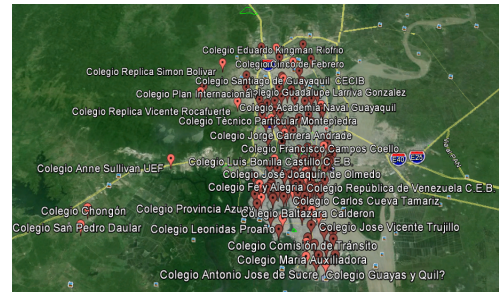 Colegio Eduardo Kingman Riofrio
Colegio Cinco de Febrero
Colegio Replica Simon Bolivar
Colegio Santiago de Guayaquil CECIB
Colegio Plan Internacional
legio Guadalupe Larriva Gonzalez
Colegio Replica Vicente Rocafuerte
Colegio Academia Naval Guayaquil
Colegio Técnico Particular Montepiedra
Colegio Jorge Carrera Andrade
Colegio Francisco Campos Coello
E40
E25
Colegio Luis Bonilla Castillo C.E.B.
Colegio Anne Sullivan UEF
Colegio José Joaquin de Olmedo
Colegio Fe y Alegria
Colegio República de Venezuela C.E.B
Colegio Carlos Cueva Tamariz
Colegio Chongón
Colegio Provincia Azuay
Colegio Baltazara Calderon
Colegio San Pedro Daular
Colegio Leonidas Proaño
Colegio Jose Vicente Trujillo
Colegio Comisión de Tránsito
Colegio María Auxiliadora
Colegio Antonio Jose de Sucre
Colegio Guayas y Quil?